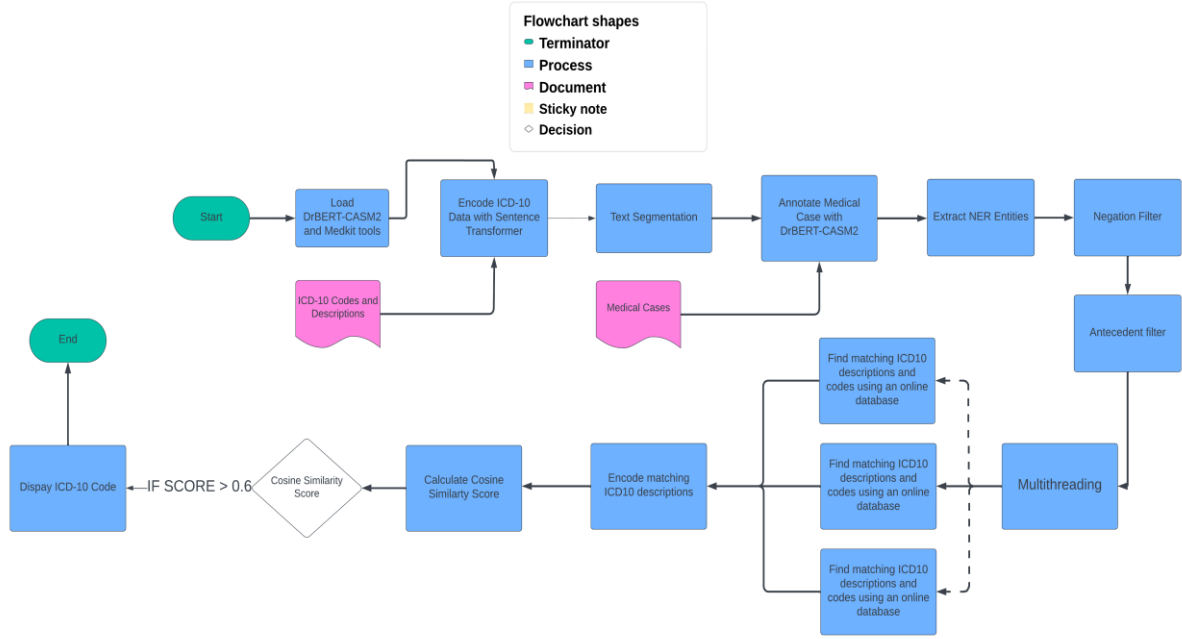 Flowchart shapes
Terminator
Process
Document
Sticky note
Decision
Start
Load
DrBERT-CASM2
and Medkit tools
Encode ICD-10
Data with Sentence
Transformer
Text Segmentation
Annotate Medical
Case with
DrBERT-CASM2
Extract NER Entities
Negation Filter
ICD-10 Codes and
Descriptions
Medical Cases
Antecedent filter
End
Find matching ICD10
descriptions and
codes using an online
database
Multithreading
Find matching ICD10
descriptions and
codes using an online
database
Find matching ICD10
descriptions and
codes using an online
database
Encode matching
ICD10 descriptions
Calculate Cosine
Similarty Score
Cosine Similarity
Score
IF SCORE > 0.6
Dispay ICD-10 Code